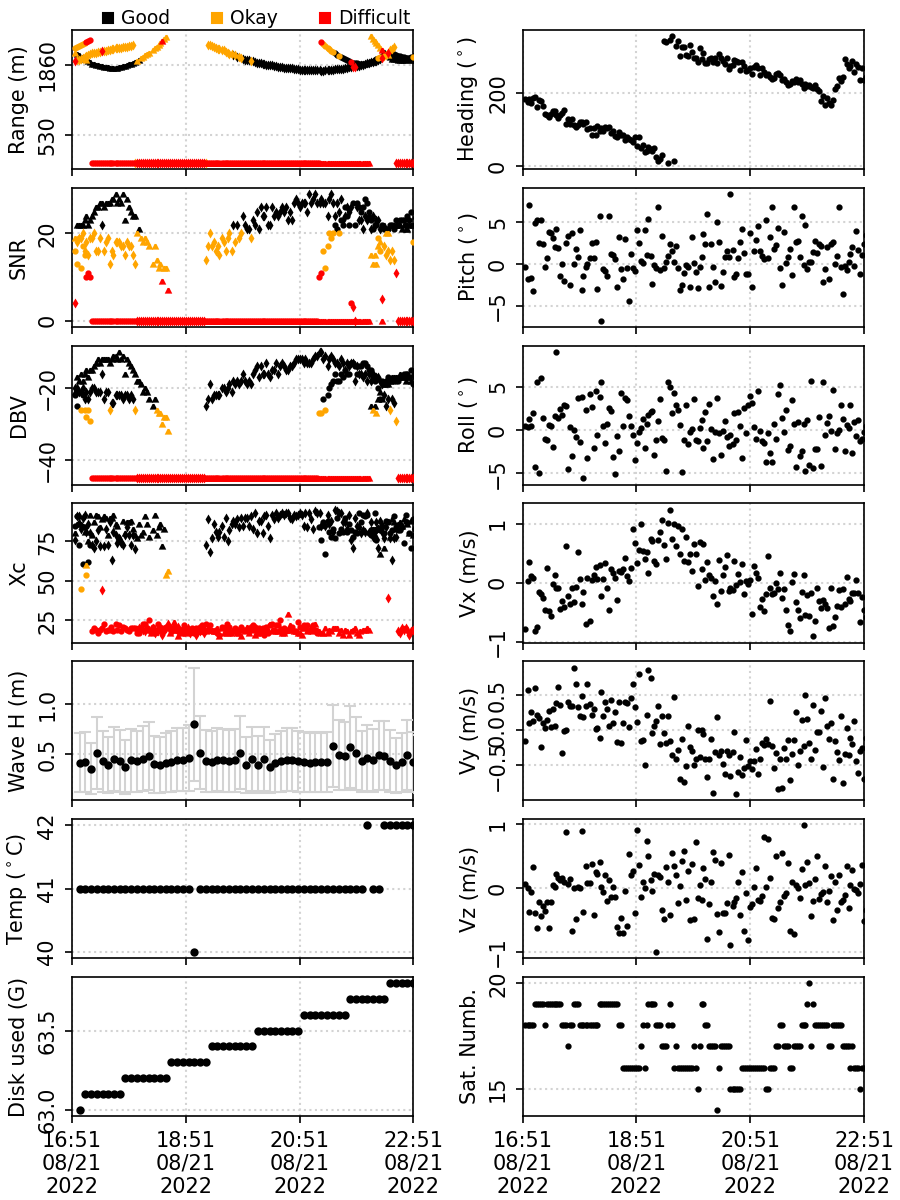 Good Okay Difficult
Range (m)
1860
530
Heading (°)
200
0
SNR
20
0
Pitch (°)
5
0
−5
DBV
−20
−40
Roll (°)
5
0
−5
Xc
75
50
25
Vx (m/s)
1
0
−1
Wave H (m)
1.0
0.5
Vy (m/s)
0.5
0.0
−0.5
Temp (°C)
42
41
40
Vz (m/s)
1
0
−1
Disk used (G)
63.5
63.0
Sat. Numb.
20
15
16:51 18:51 20:51 22:51
08/21 08/21 08/21 08/21
2022 2022 2022 2022
16:51 18:51 20:51 22:51
08/21 08/21 08/21 08/21
2022 2022 2022 2022